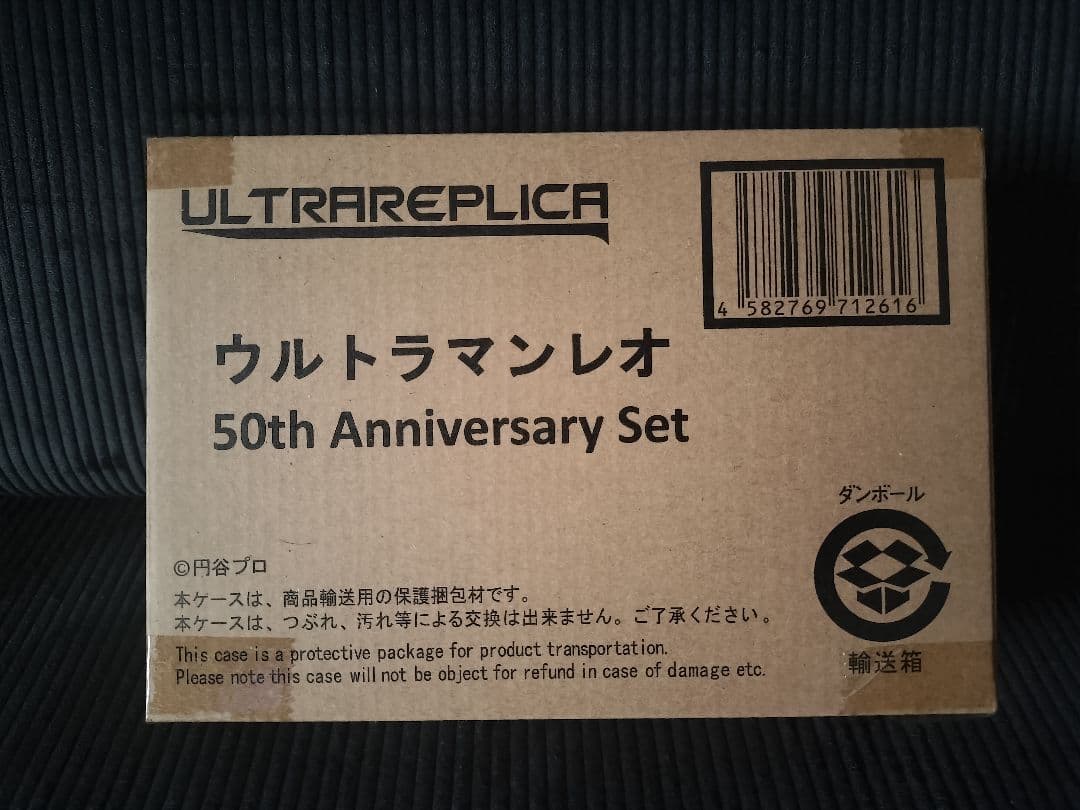 ULTRAREPLICA
4 582769 712616
ウルトラマンレオ
50th Anniversary Set
ダンボール
©円谷プロ
本ケースは、商品輸送用の保護梱包材です。
本ケースは、つぶれ、汚れ等による交換は出来ません。ご了承ください。
This case is a protective package for product transportation.
Please note this case will not be object for refund in case of damage etc.
輸送箱